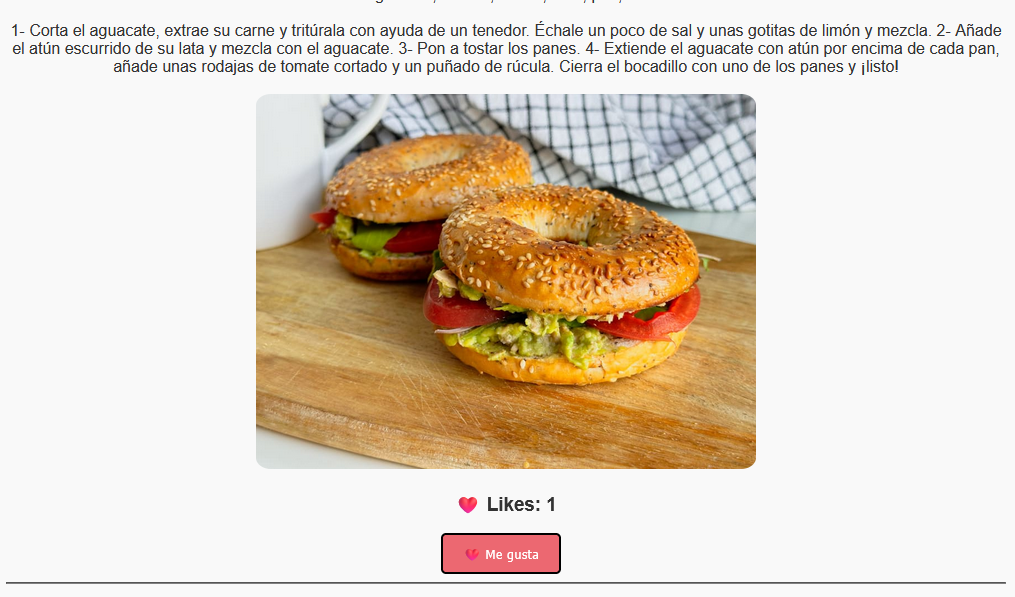 1- Corta el aguacate, extrae su carne y tritúrala con ayuda de un tenedor. Échale un poco de sal y unas gotitas de limón y mezcla. 2- Añade
el atún escurrido de su lata y mezcla con el aguacate. 3- Pon a tostar los panes. 4- Extiende el aguacate con atún por encima de cada pan,
añade unas rodajas de tomate cortado y un puñado de rúcula. Cierra el bocadillo con uno de los panes y ¡listo!
Likes: 1
Me gusta